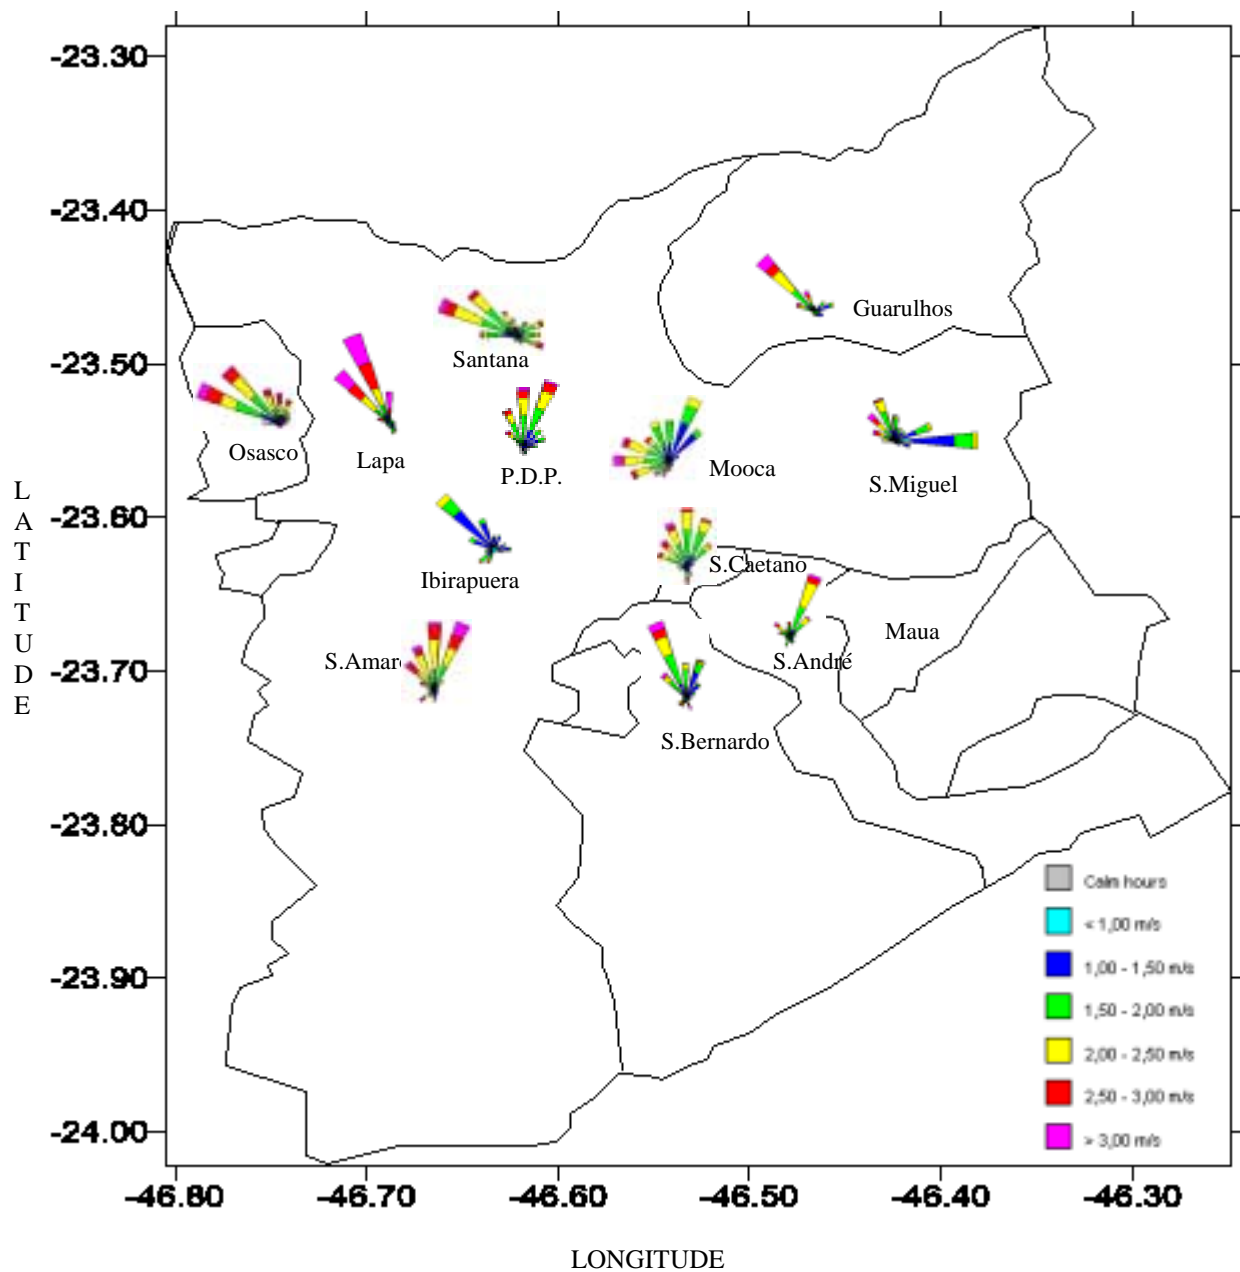 -23.30
-23.40
-23.50
-23.60
-23.70
-23.80
-23.90
-24.00
LATITUDE
Guarulhos
Santana
Osasco
Lapa
P.D.P.
Mooca
S.Miguel
Ibirapuera
S.Caetano
S.Amar
Maua
S.André
S.Bernardo
Calm hours
< 1,00 m/s
1,00 - 1,50 m/s
1,50 - 2,00 m/s
2,00 - 2,50 m/s
2,50 - 3,00 m/s
> 3,00 m/s
-46.80 -46.70 -46.60 -46.50 -46.40 -46.30
LONGITUDE